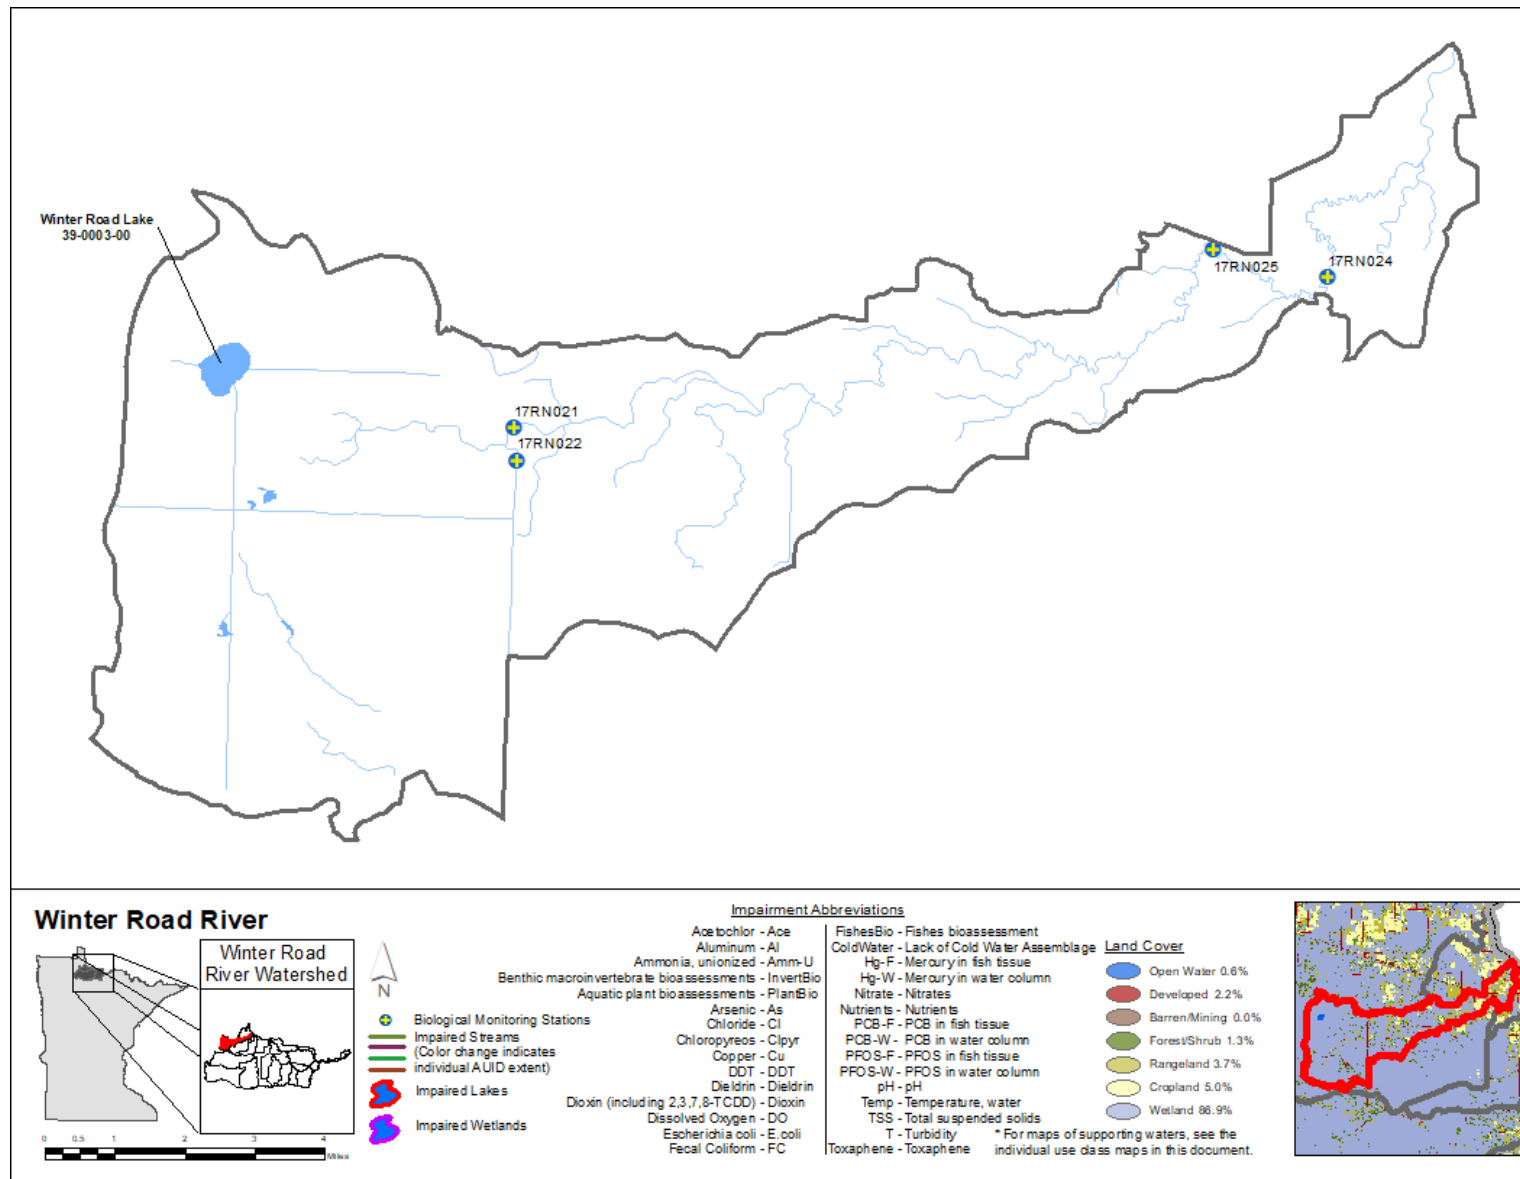 Winter Road Lake
39-0003-00
17RN025
17RN024
17RN021
17RN022
Winter Road River
Winter Road
River Watershed
N
Biological Monitoring Stations
Impaired Streams
(Color change indicates
individual AUID extent)
Impaired Lakes
Impaired Wetlands
0 0.5 1 2 3 4
Miles
Impairment Abbreviations
Acetochlor - Ace
Aluminum - Al
Ammonia, unionized - Amm-U
Benthic macroinvertebrate bioassessments - InvertBio
Aquatic plant bioassessments - PlantBio
Arsenic - As
Chloride - Cl
Chloropyreos - Clpyr
Copper - Cu
DDT - DDT
Dieldrin - Dieldrin
Dioxin (including 2,3,7,8-TCDD) - Dioxin
Dissolved Oxygen - DO
Escherichia coli - E.coli
Fecal Coliform - FC
FishesBio - Fishes bioassessment
ColdWater - Lack of Cold Water Assemblage
Hg-F - Mercury in fish tissue
Hg-W - Mercury in water column
Nitrate - Nitrates
Nutrients - Nutrients
PCB-F - PCB in fish tissue
PCB-W - PCB in water column
PFOS-F - PFOS in fish tissue
PFOS-W - PFOS in water column
pH - pH
Temp - Temperature, water
TSS - Total suspended solids
T - Turbidity
Toxaphene - Toxaphene
* For maps of supporting waters, see the
individual use class maps in this document.
Land Cover
Open Water 0.6%
Developed 2.2%
Barren/Mining 0.0%
Forest/Shrub 1.3%
Rangeland 3.7%
Cropland 5.0%
Wetland 86.9%